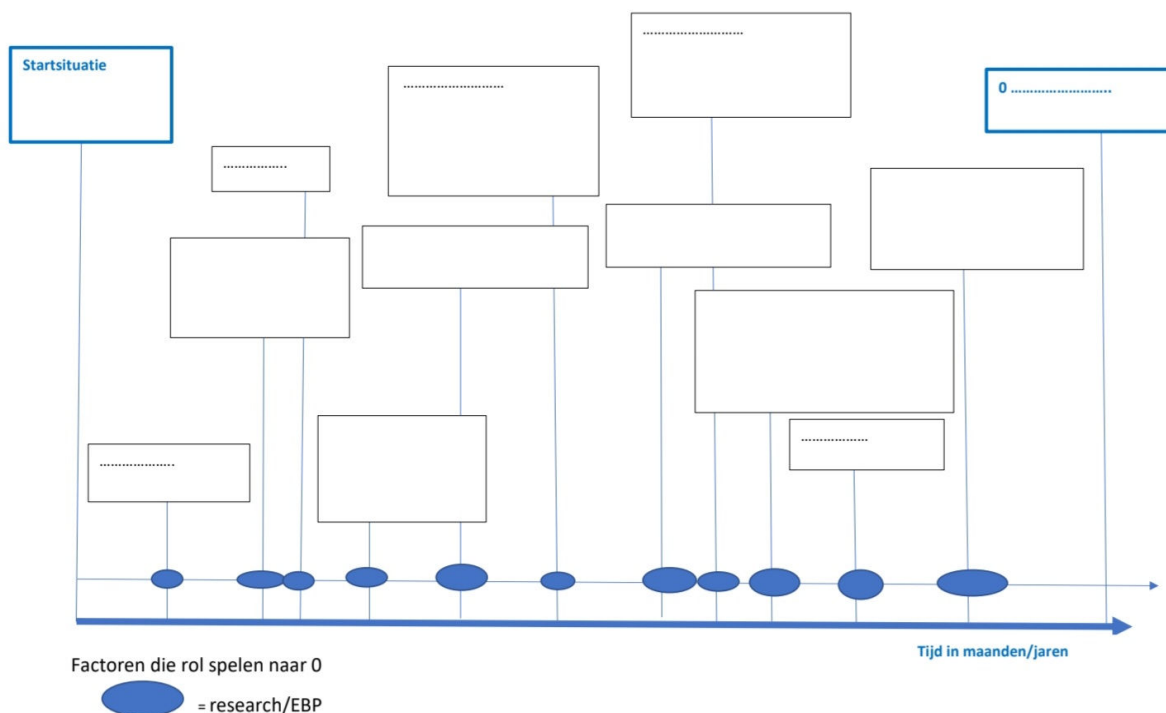 Startsituatie
...........................
...........................
0 ...........................
.................
....................
..................
Tijd in maanden/jaren
Factoren die rol spelen naar 0
= research/EBP